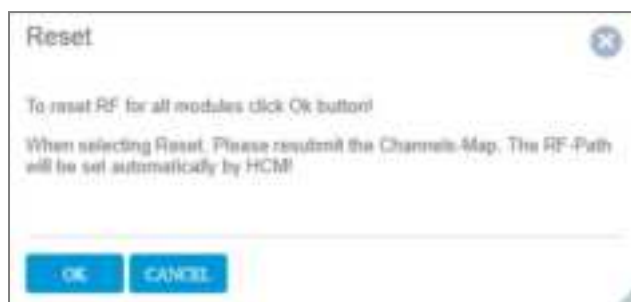 Reset
To reset RF for all modules click Ok button!
When selecting Reset. Please resubmit the Channels-Map. The RF-Path
will be set automatically by HCM!
OK
CANCEL